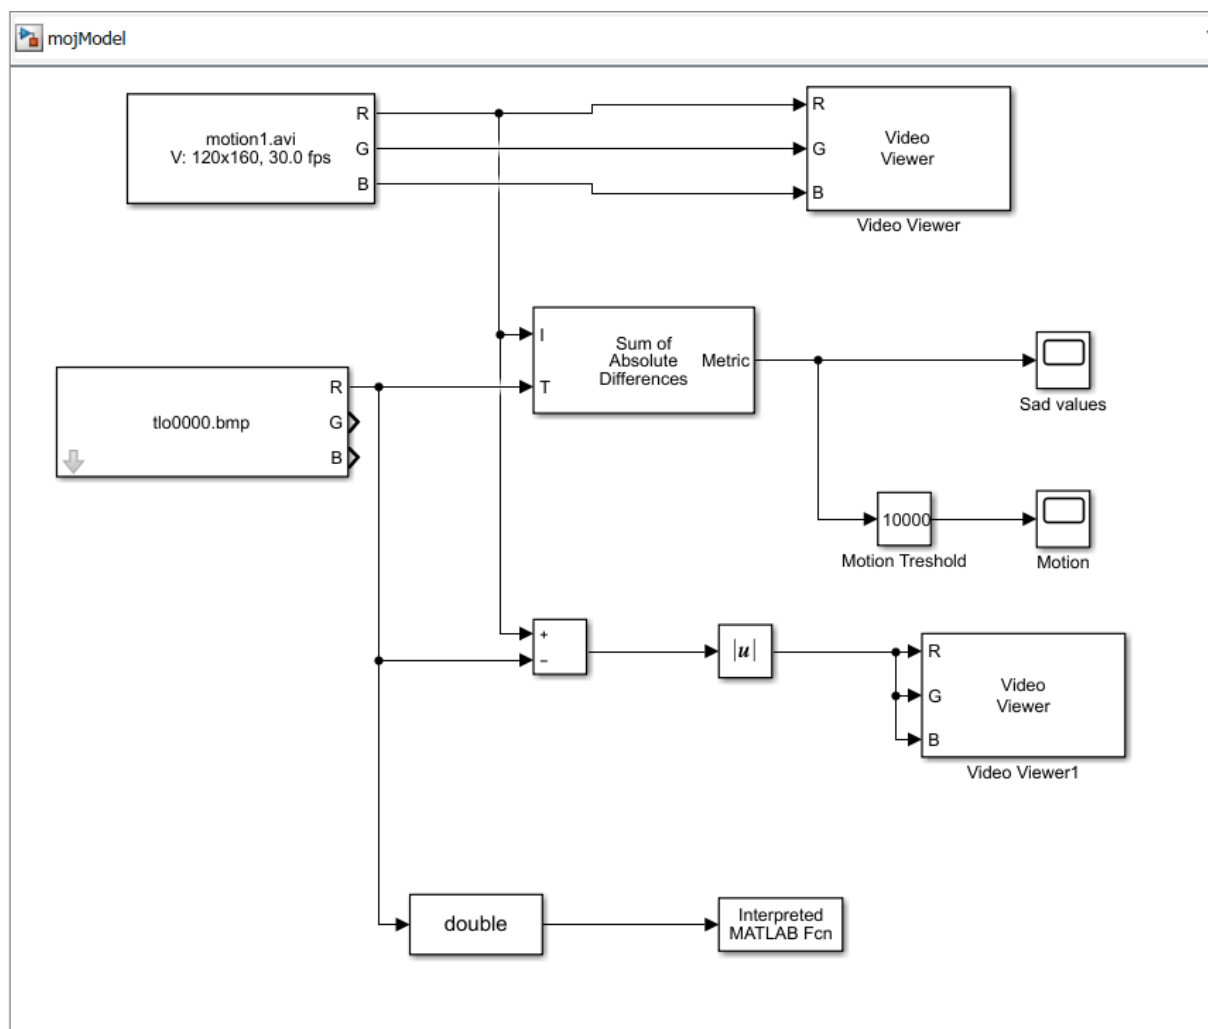 mojModel
motion1.avi
V: 120x160, 30.0 fps
R
G
B
R
G
B
Video
Viewer
Video Viewer
I
T
Sum of
Absolute
Differences
Metric
Sad values
tlo0000.bmp
R
G
B
10000
Motion Treshold
Motion
+
−
|u|
R
G
B
Video
Viewer
Video Viewer1
double
Interpreted
MATLAB Fcn